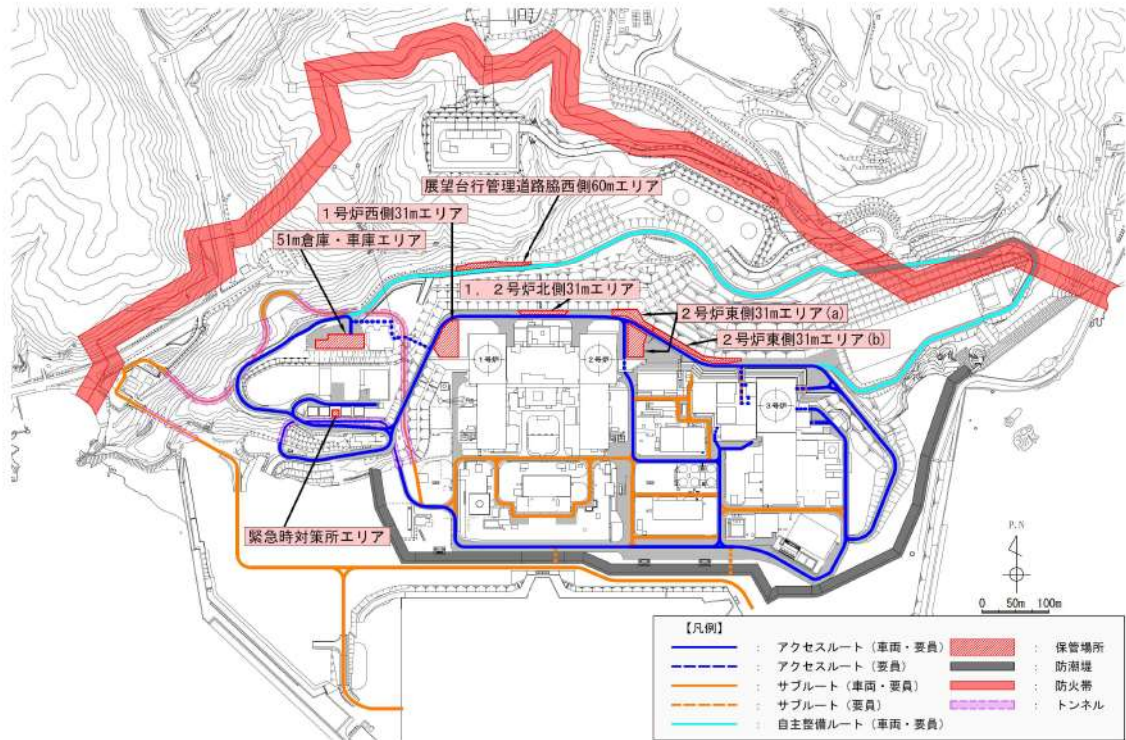 展望台行管理道路脇西側60mエリア
1号炉西側31mエリア
51m倉庫・車庫エリア
1，2号炉北側31mエリア
2号炉東側31mエリア(a)
2号炉東側31mエリア(b)
1号炉
2号炉
3号炉
緊急時対策所エリア
P.N
0 50m 100m
【凡例】
： アクセスルート（車両・要員）
： アクセスルート（要員）
： サブルート（車両・要員）
： サブルート（要員）
： 自主整備ルート（車両・要員）
： 保管場所
： 防潮堤
： 防火帯
： トンネル